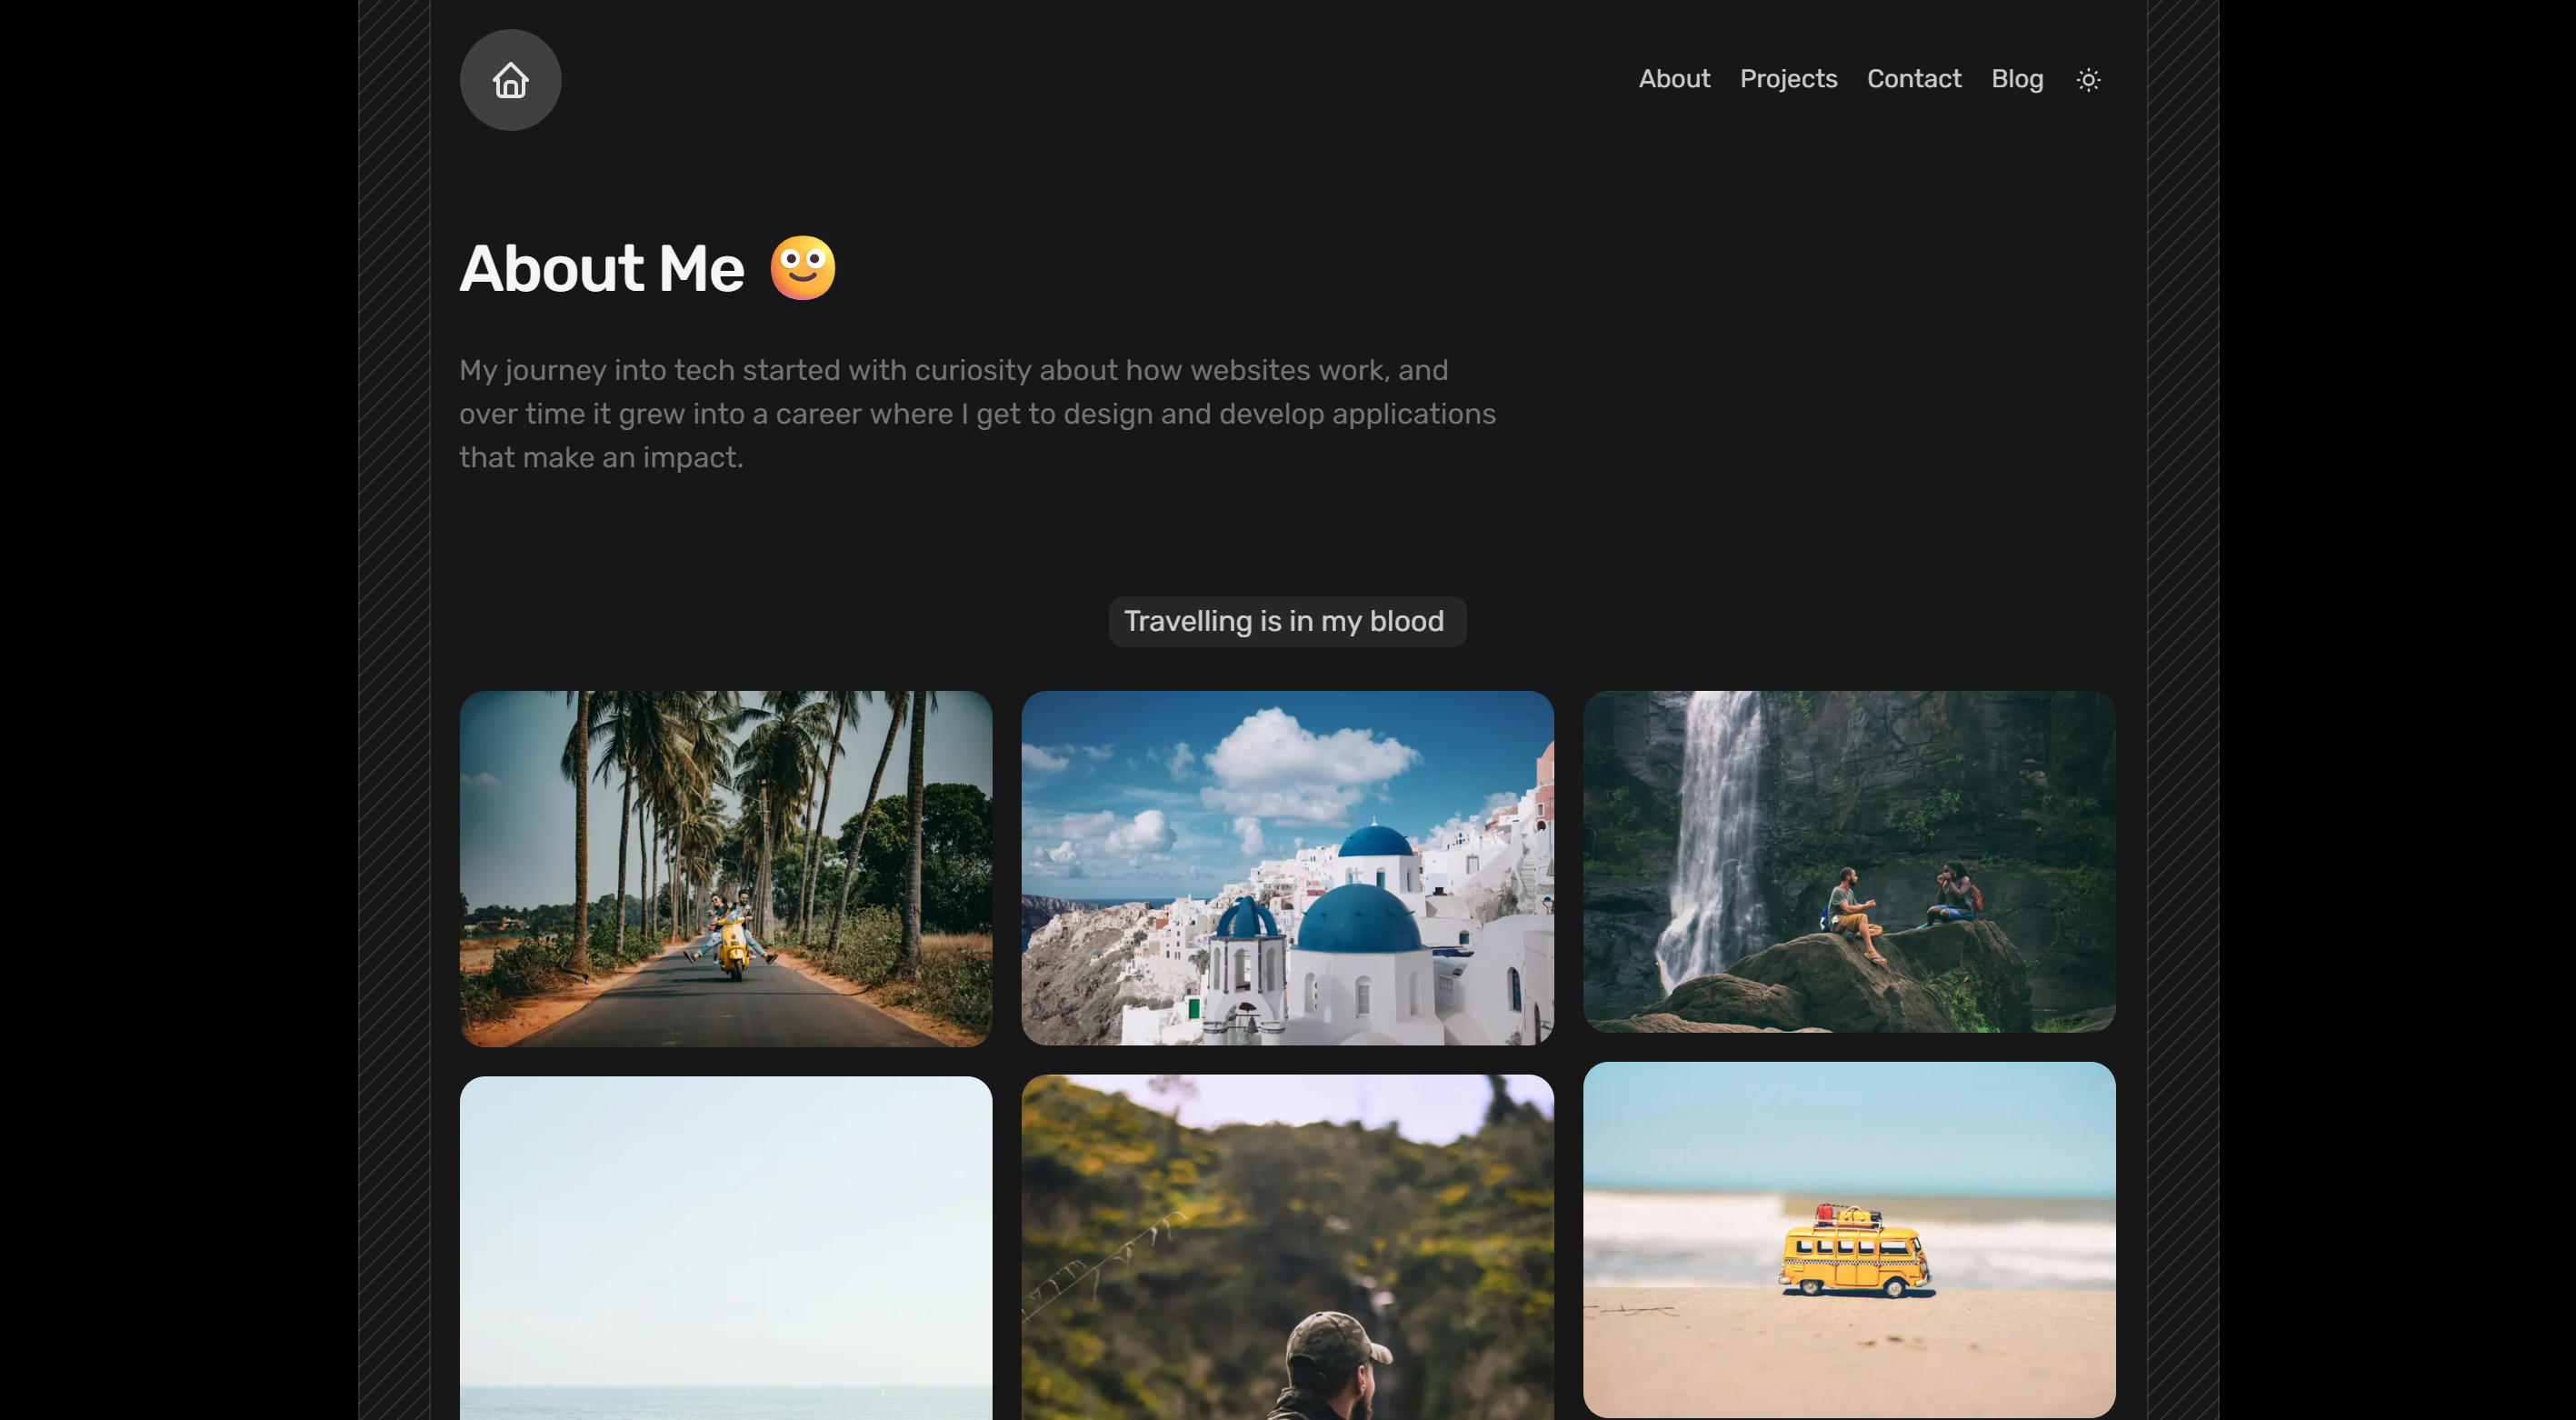 About Projects Contact Blog
About Me
My journey into tech started with curiosity about how websites work, and
over time it grew into a career where I get to design and develop applications
that make an impact.
Travelling is in my blood